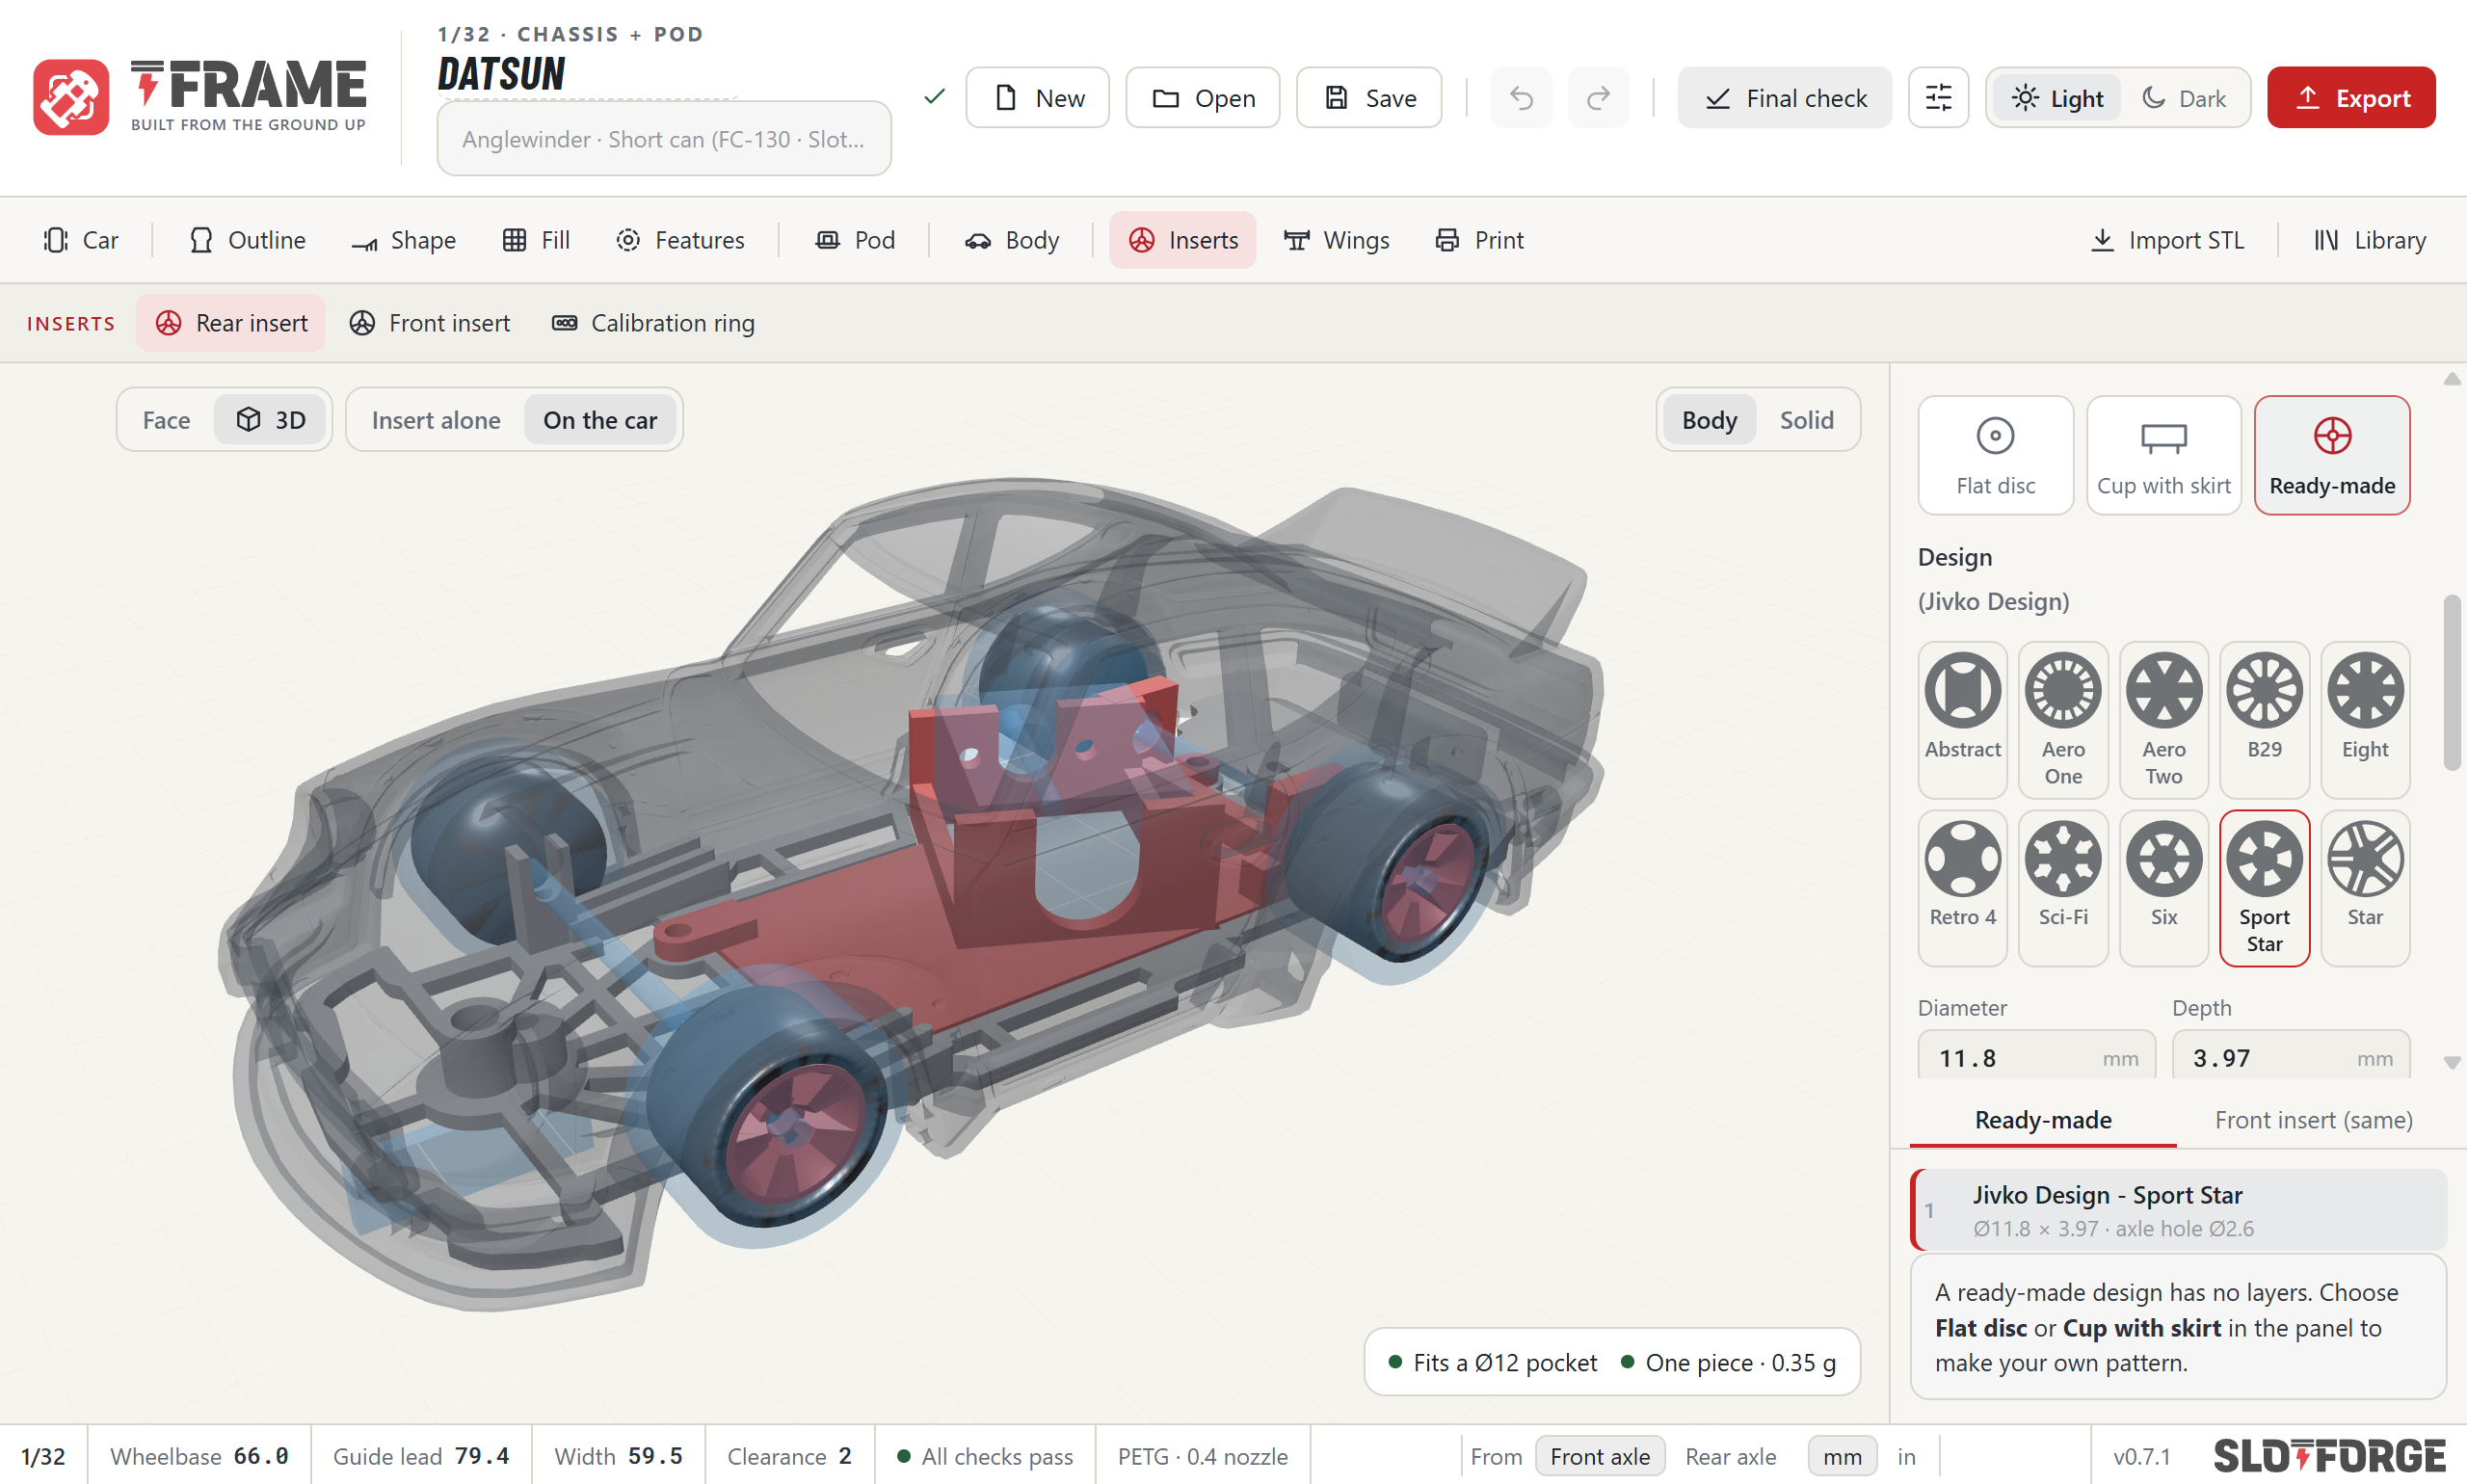 FRAME
BUILT FROM THE GROUND UP
1/32 · CHASSIS + POD
DATSUN
Anglewinder · Short can (FC-130 · Slot...
New
Open
Save
Final check
Light
Dark
Export
Car
Outline
Shape
Fill
Features
Pod
Body
Inserts
Wings
Print
Import STL
Library
INSERTS
Rear insert
Front insert
Calibration ring
Face
3D
Insert alone
On the car
Body
Solid
Flat disc
Cup with skirt
Ready-made
Design
(Jivko Design)
Abstract
Aero One
Aero Two
B29
Eight
Retro 4
Sci-Fi
Six
Sport Star
Star
Diameter
Depth
11.8 mm
3.97 mm
Ready-made
Front insert (same)
1
Jivko Design - Sport Star
Ø11.8 × 3.97 · axle hole Ø2.6
A ready-made design has no layers. Choose
Flat disc or Cup with skirt in the panel to
make your own pattern.
Fits a Ø12 pocket
One piece · 0.35 g
1/32
Wheelbase 66.0
Guide lead 79.4
Width 59.5
Clearance 2
All checks pass
PETG · 0.4 nozzle
From
Front axle
Rear axle
mm
in
v0.7.1
SLOTFORGE